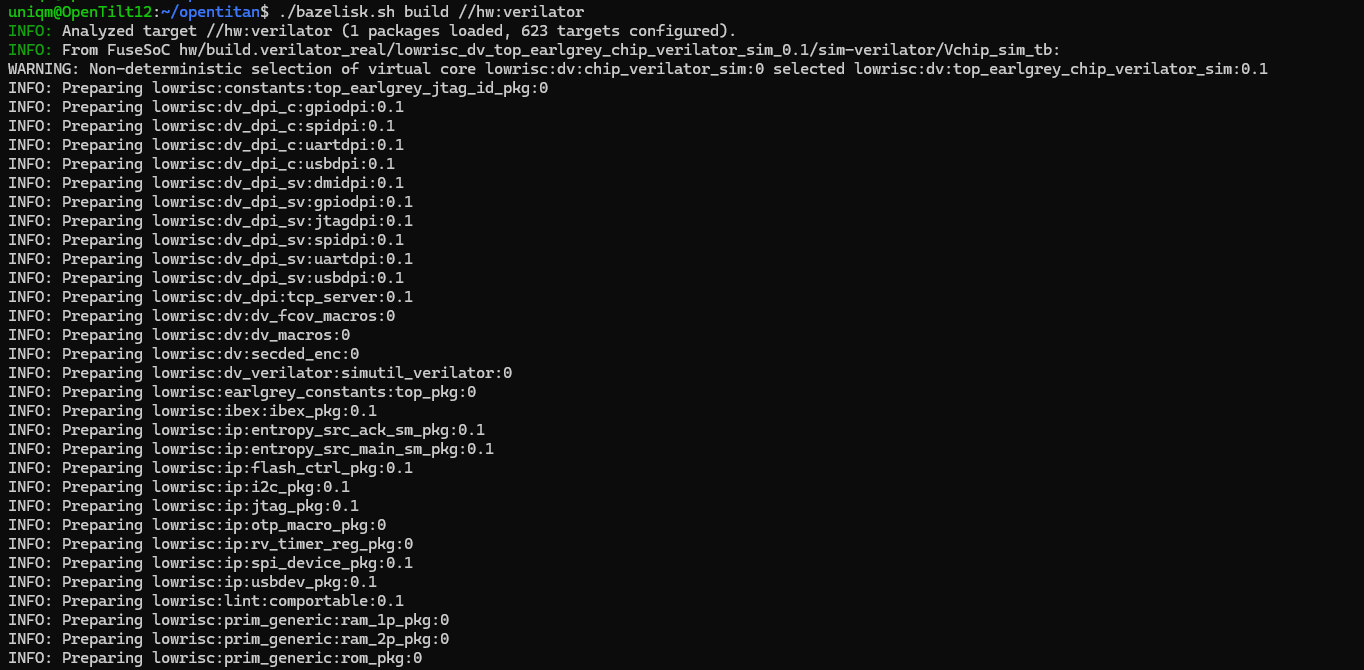 uniqm@OpenTilt12:~/opentitan$ ./bazelisk.sh build //hw:verilator
INFO: Analyzed target //hw:verilator (1 packages loaded, 623 targets configured).
INFO: From FuseSoC hw/build.verilator_real/lowrisc_dv_top_earlgrey_chip_verilator_sim_0.1/sim-verilator/Vchip_sim_tb:
WARNING: Non-deterministic selection of virtual core lowrisc:dv:chip_verilator_sim:0 selected lowrisc:dv:top_earlgrey_chip_verilator_sim:0.1
INFO: Preparing lowrisc:constants:top_earlgrey_jtag_id_pkg:0
INFO: Preparing lowrisc:dv_dpi_c:gpiodpi:0.1
INFO: Preparing lowrisc:dv_dpi_c:spidpi:0.1
INFO: Preparing lowrisc:dv_dpi_c:uartdpi:0.1
INFO: Preparing lowrisc:dv_dpi_c:usbdpi:0.1
INFO: Preparing lowrisc:dv_dpi_sv:dmidpi:0.1
INFO: Preparing lowrisc:dv_dpi_sv:gpiodpi:0.1
INFO: Preparing lowrisc:dv_dpi_sv:jtagdpi:0.1
INFO: Preparing lowrisc:dv_dpi_sv:spidpi:0.1
INFO: Preparing lowrisc:dv_dpi_sv:uartdpi:0.1
INFO: Preparing lowrisc:dv_dpi_sv:usbdpi:0.1
INFO: Preparing lowrisc:dv_dpi:tcp_server:0.1
INFO: Preparing lowrisc:dv:dv_fcov_macros:0
INFO: Preparing lowrisc:dv:dv_macros:0
INFO: Preparing lowrisc:dv:secded_enc:0
INFO: Preparing lowrisc:dv_verilator:simutil_verilator:0
INFO: Preparing lowrisc:earlgrey_constants:top_pkg:0
INFO: Preparing lowrisc:ibex:ibex_pkg:0.1
INFO: Preparing lowrisc:ip:entropy_src_ack_sm_pkg:0.1
INFO: Preparing lowrisc:ip:entropy_src_main_sm_pkg:0.1
INFO: Preparing lowrisc:ip:flash_ctrl_pkg:0.1
INFO: Preparing lowrisc:ip:i2c_pkg:0.1
INFO: Preparing lowrisc:ip:jtag_pkg:0.1
INFO: Preparing lowrisc:ip:otp_macro_pkg:0
INFO: Preparing lowrisc:ip:rv_timer_reg_pkg:0
INFO: Preparing lowrisc:ip:spi_device_pkg:0.1
INFO: Preparing lowrisc:ip:usbdev_pkg:0.1
INFO: Preparing lowrisc:lint:comportable:0.1
INFO: Preparing lowrisc:prim_generic:ram_1p_pkg:0
INFO: Preparing lowrisc:prim_generic:ram_2p_pkg:0
INFO: Preparing lowrisc:prim_generic:rom_pkg:0